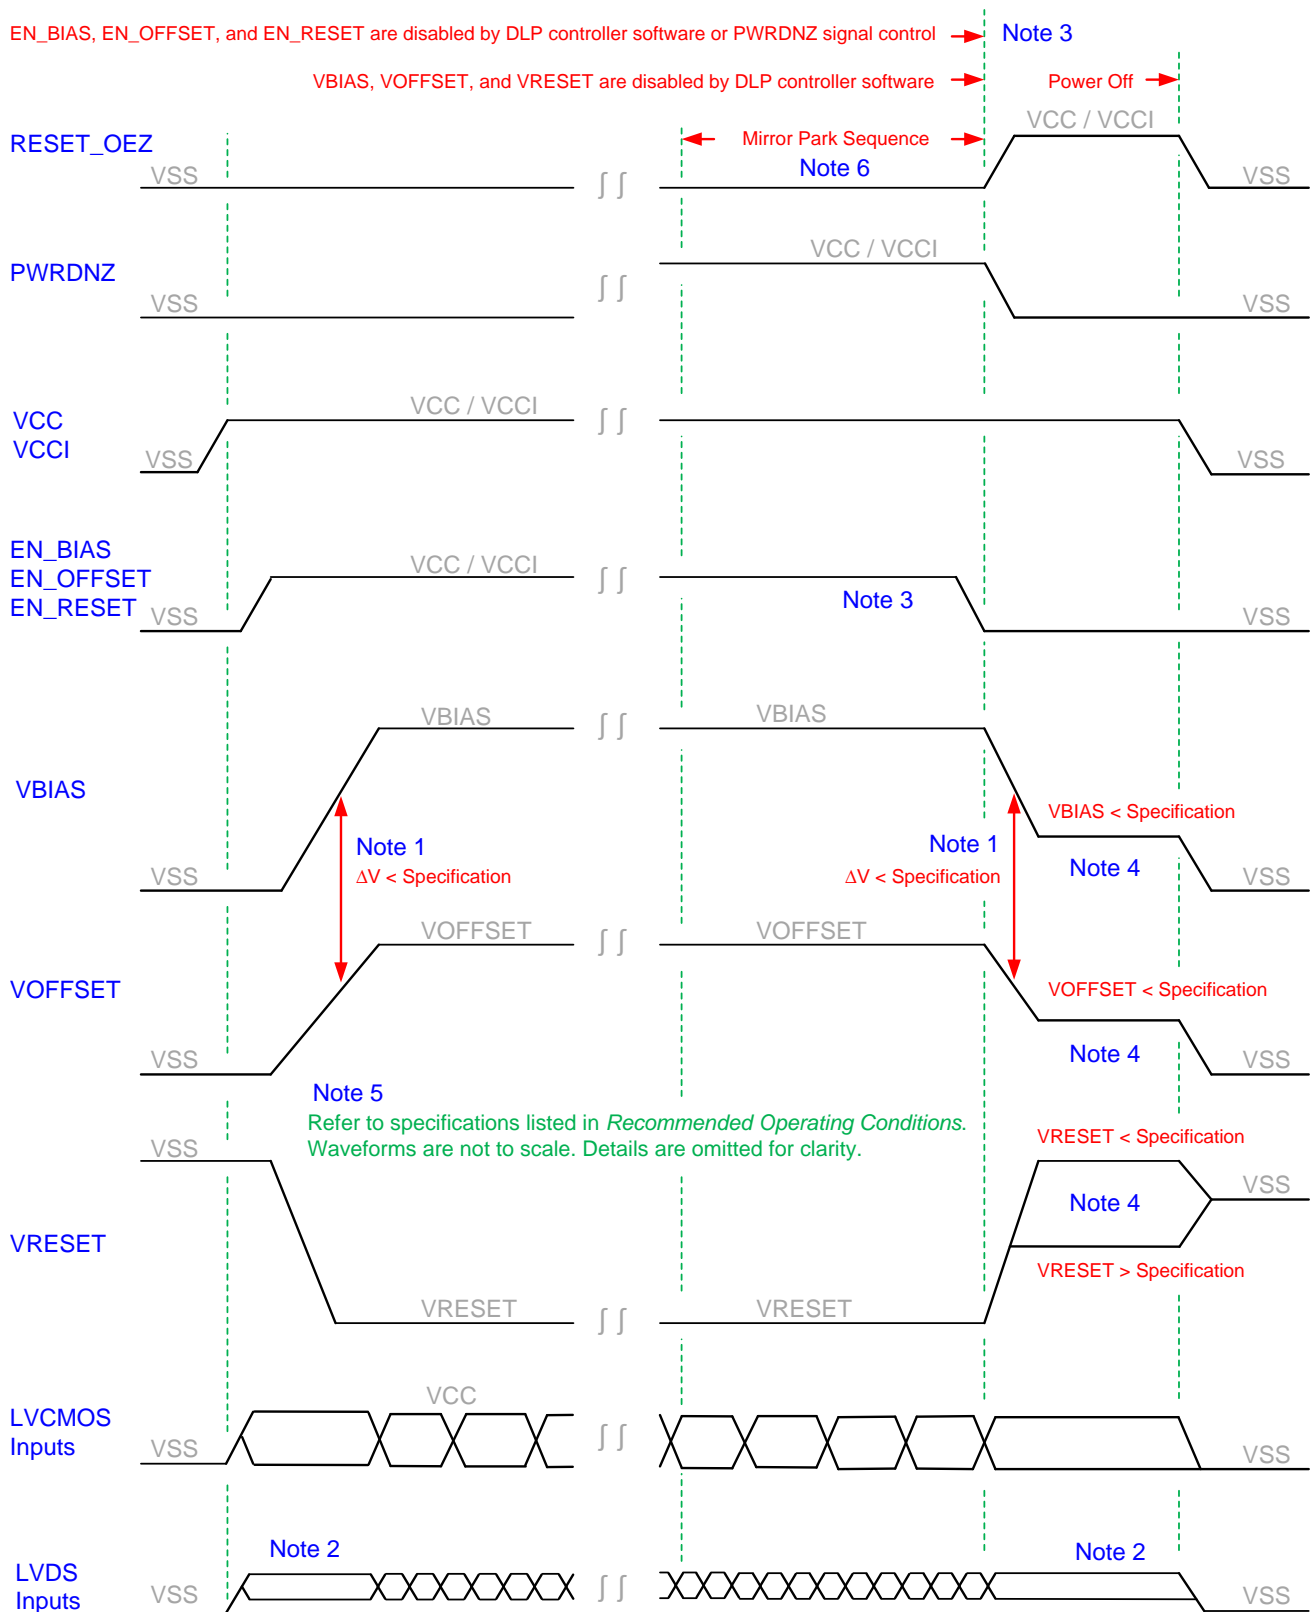 EN_BIAS, EN_OFFSET, and EN_RESET are disabled by DLP controller software or PWRDNZ signal control
Note 3
VBIAS, VOFFSET, and VRESET are disabled by DLP controller software
Power Off
RESET_OEZ
VSS
Mirror Park Sequence
Note 6
VCC / VCCI
VSS
PWRDNZ
VSS
VCC / VCCI
VSS
VCC
VCCI
VSS
VCC / VCCI
VSS
EN_BIAS
EN_OFFSET
EN_RESET
VSS
VCC / VCCI
Note 3
VSS
VBIAS
VSS
VBIAS
Note 1
ΔV < Specification
VBIAS
Note 1
ΔV < Specification
VBIAS < Specification
Note 4
VSS
VOFFSET
VSS
VOFFSET
VOFFSET
VOFFSET < Specification
Note 4
VSS
Note 5
Refer to specifications listed in Recommended Operating Conditions.
Waveforms are not to scale. Details are omitted for clarity.
VRESET
VSS
VRESET
VRESET
VRESET < Specification
Note 4
VRESET > Specification
VSS
LVCMOS
Inputs
VSS
VCC
VSS
LVDS
Inputs
VSS
Note 2
Note 2
VSS